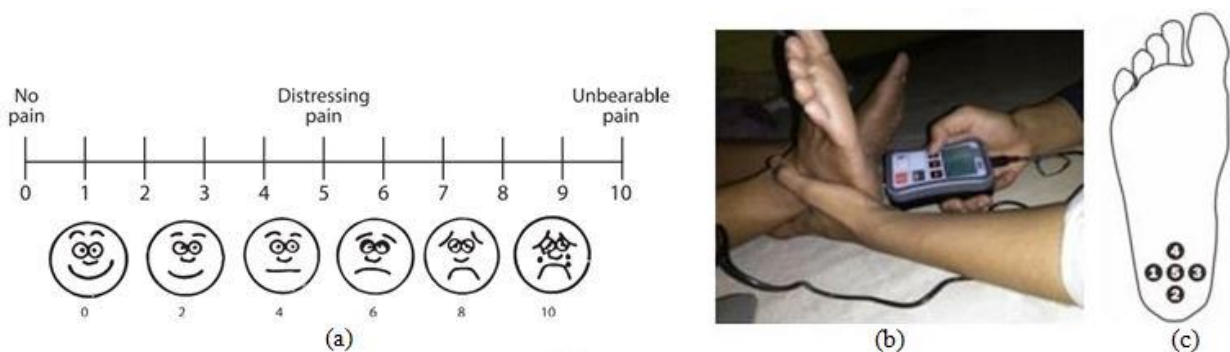 No
pain
Distressing
pain
Unbearable
pain
0 1 2 3 4 5 6 7 8 9 10
0 2 4 6 8 10
(a)
(b)
4
1 5 3
2
(c)